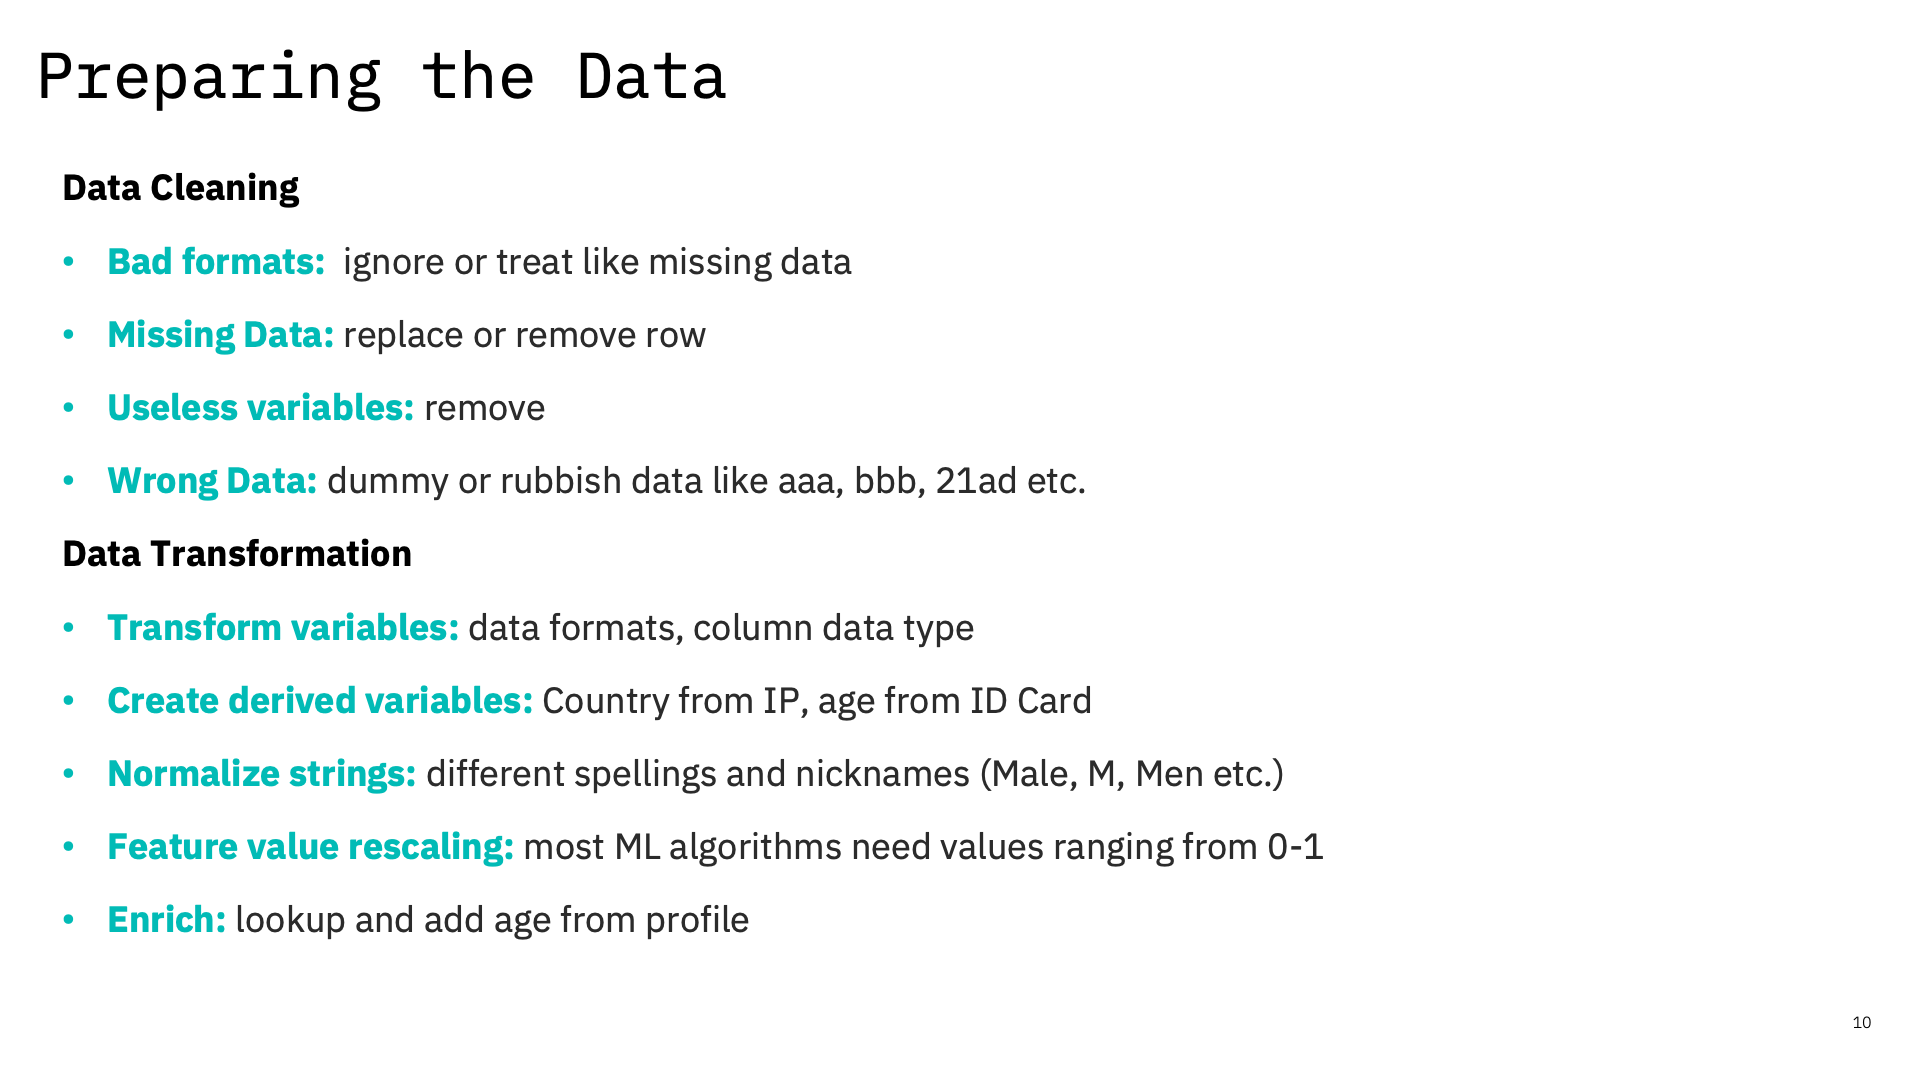 Preparing the Data
Data Cleaning
• Bad formats:  ignore or treat like missing data
• Missing Data: replace or remove row
• Useless variables: remove
• Wrong Data: dummy or rubbish data like aaa, bbb, 21ad etc.
Data Transformation
• Transform variables: data formats, column data type
• Create derived variables: Country from IP, age from ID Card
• Normalize strings: different spellings and nicknames (Male, M, Men etc.)
• Feature value rescaling: most ML algorithms need values ranging from 0-1
• Enrich: lookup and add age from profile
10